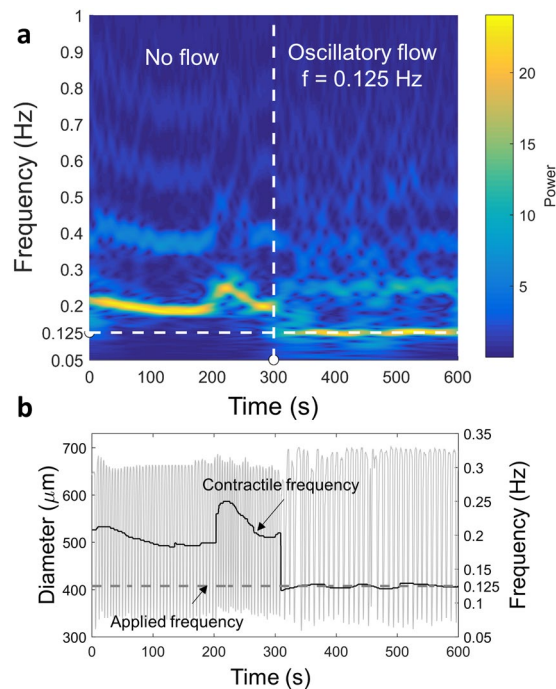 a
No flow
Oscillatory flow
f = 0.125 Hz
Frequency (Hz)
1
0.9
0.8
0.7
0.6
0.5
0.4
0.3
0.2
0.125
0.05
0 100 200 300 400 500 600
Time (s)
20
15
10
5
Power
b
Diameter (μm)
700
600
500
400
300
Contractile frequency
Applied frequency
0.35
0.3
0.25
0.2
0.125
0.1
0.05
Frequency (Hz)
0 100 200 300 400 500 600
Time (s)